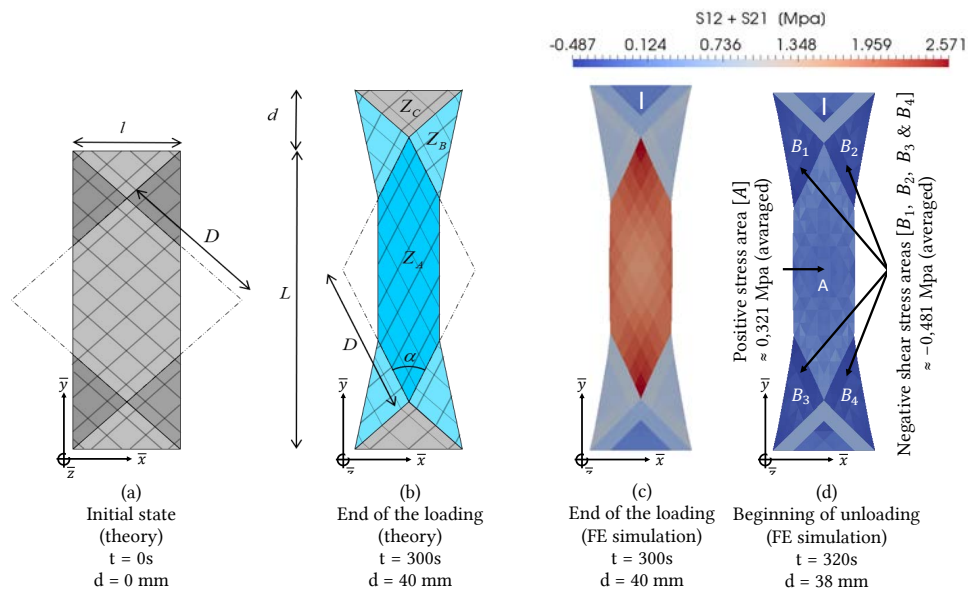 S12 + S21 [Mpa]
-0.487 0.124 0.736 1.348 1.959 2.571
l
D
y
x
z
(a)
Initial state
(theory)
t = 0s
d = 0 mm
d
L
Z_C
Z_B
Z_A
D
α
y
x
(b)
End of the loading
(theory)
t = 300s
d = 40 mm
I
y
x
(c)
End of the loading
(FE simulation)
t = 300s
d = 40 mm
Positive stress area [A]
≈ 0,321 Mpa (avaraged)
I
B_1 B_2
A
B_3 B_4
y
x
Negative shear stress areas [B_1, B_2, B_3 & B_4]
≈ −0,481 Mpa (averaged)
(d)
Beginning of unloading
(FE simulation)
t = 320s
d = 38 mm